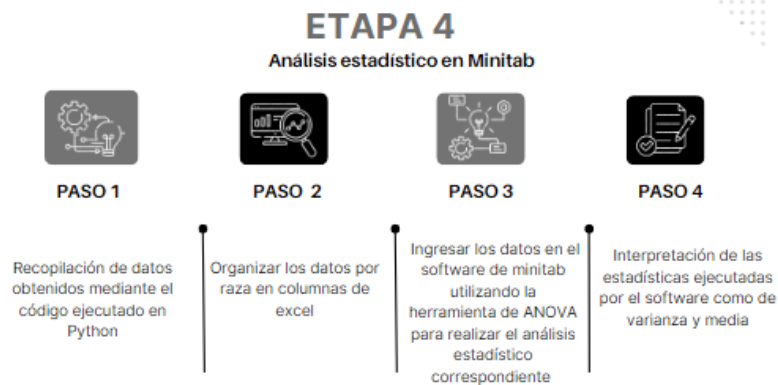 ETAPA 4
Análisis estadístico en Minitab
PASO 1
PASO 2
PASO 3
PASO 4
Recopilación de datos
obtenidos mediante el
código ejecutado en
Python
Organizar los datos por
raza en columnas de
excel
Ingresar los datos en el
software de minitab
utilizando la
herramienta de ANOVA
para realizar el análisis
estadístico
correspondiente
Interpretación de las
estadísticas ejecutadas
por el software como de
varianza y media